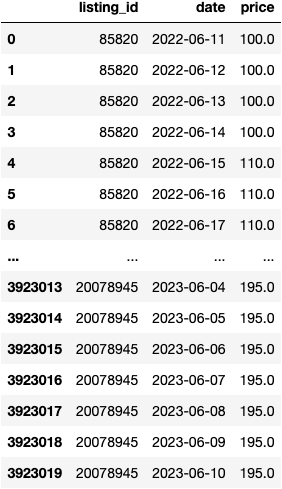 listing_id date price
0 85820 2022-06-11 100.0
1 85820 2022-06-12 100.0
2 85820 2022-06-13 100.0
3 85820 2022-06-14 100.0
4 85820 2022-06-15 110.0
5 85820 2022-06-16 110.0
6 85820 2022-06-17 110.0
... ... ... ...
3923013 20078945 2023-06-04 195.0
3923014 20078945 2023-06-05 195.0
3923015 20078945 2023-06-06 195.0
3923016 20078945 2023-06-07 195.0
3923017 20078945 2023-06-08 195.0
3923018 20078945 2023-06-09 195.0
3923019 20078945 2023-06-10 195.0